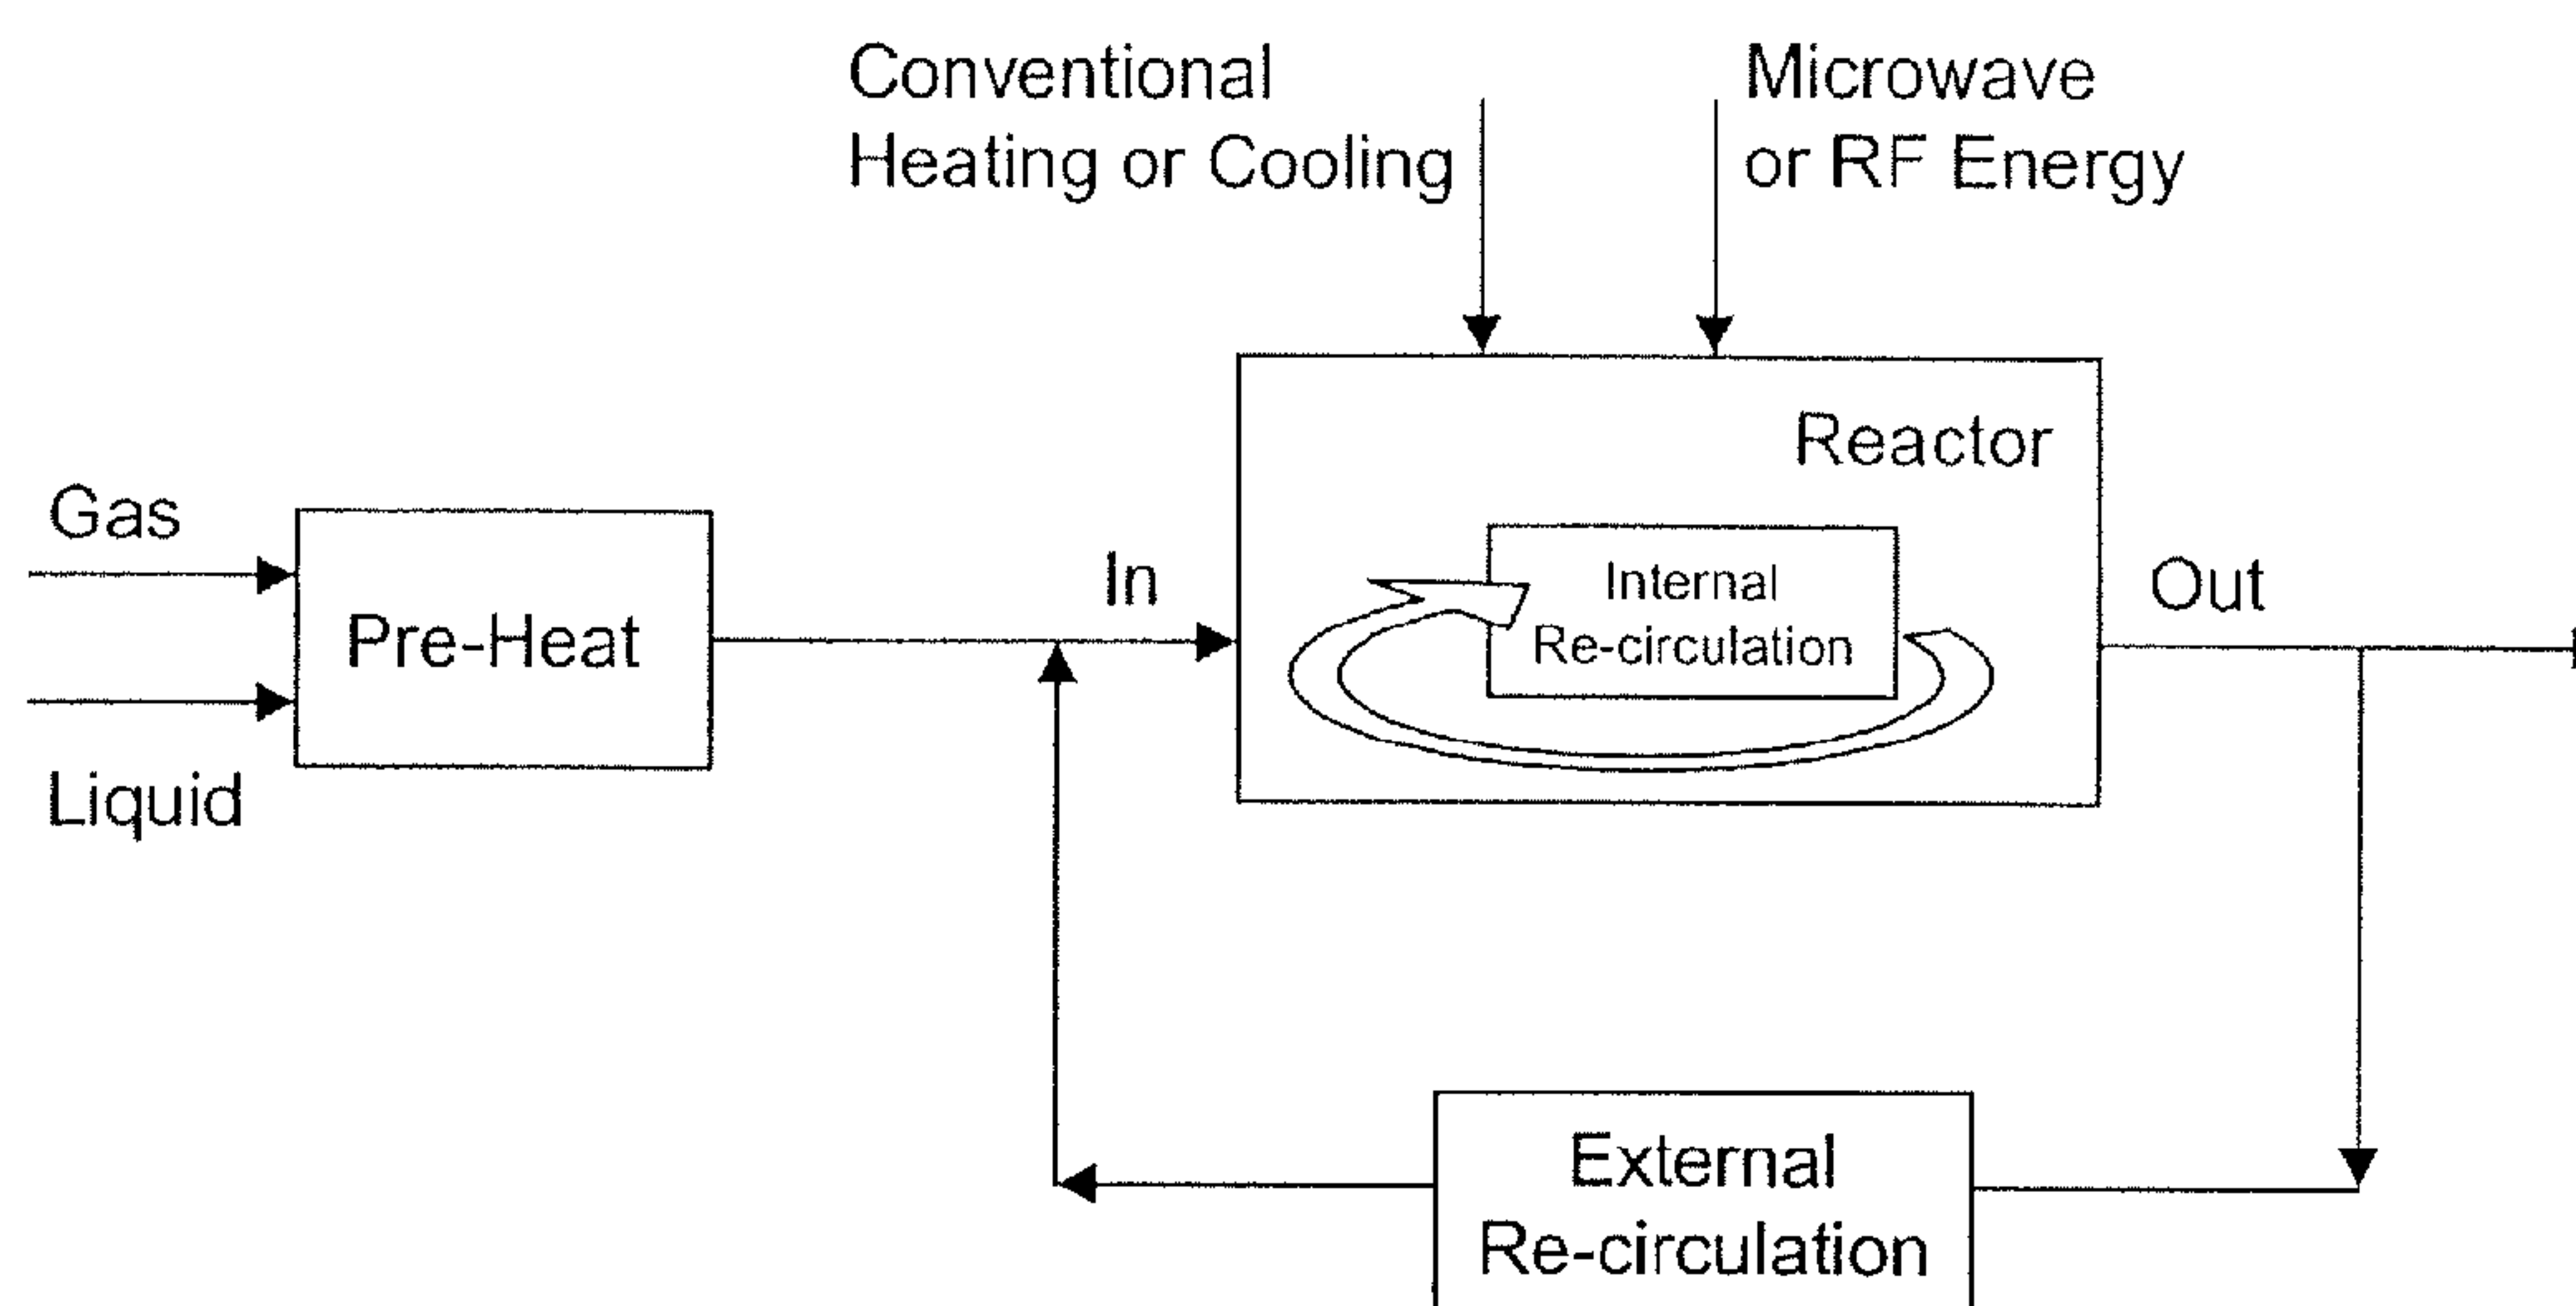 Conventional
Heating or Cooling
Microwave
or RF Energy
Reactor
Gas
Pre-Heat
Liquid
In
Internal
Re-circulation
Out
External
Re-circulation